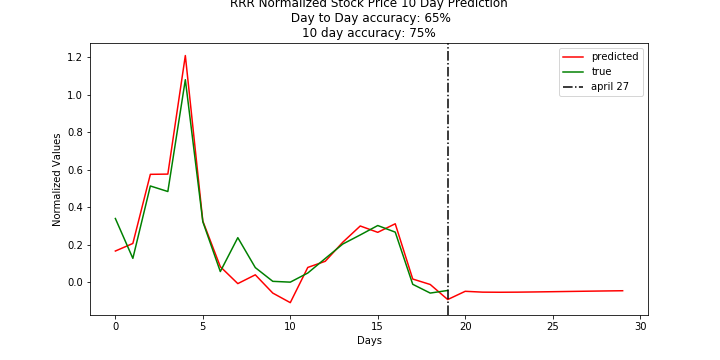 RRR Normalized Stock Price 10 Day Prediction
Day to Day accuracy: 65%
10 day accuracy: 75%
predicted
true
april 27
Normalized Values
1.2
1.0
0.8
0.6
0.4
0.2
0.0
0
5
10
15
20
25
30
Days